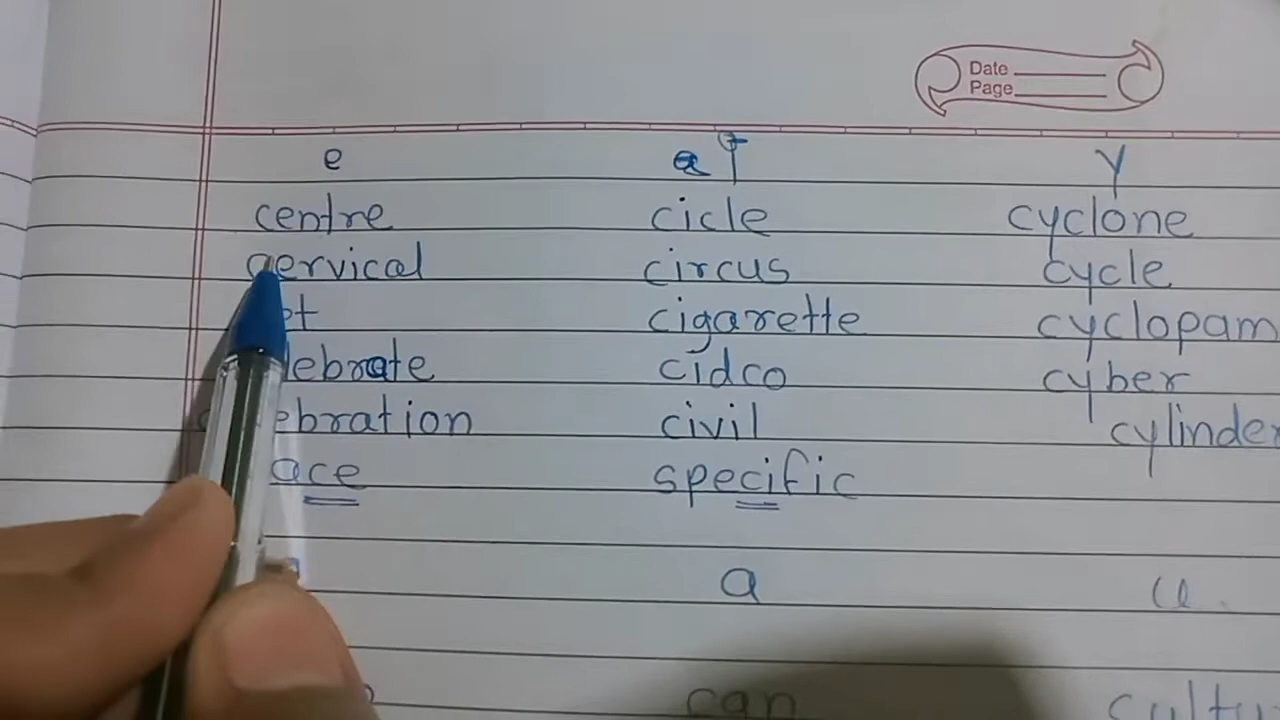 Date
Page
e i y
centre cicle cyclone
cervical circus cycle
cigarette cyclopam
cidco cyber
civil cylinder
specific
a u
can